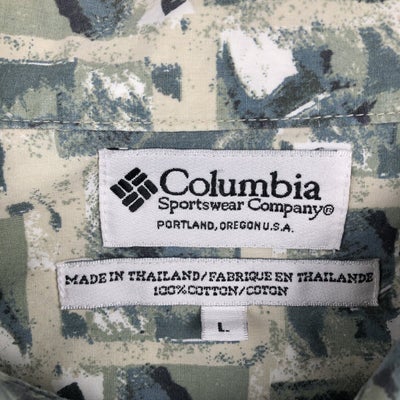 Columbia
Sportswear Company®
PORTLAND, OREGON U.S.A.
MADE IN THAILAND/FABRIQUE EN THAILANDE
100% COTTON/COTON
L